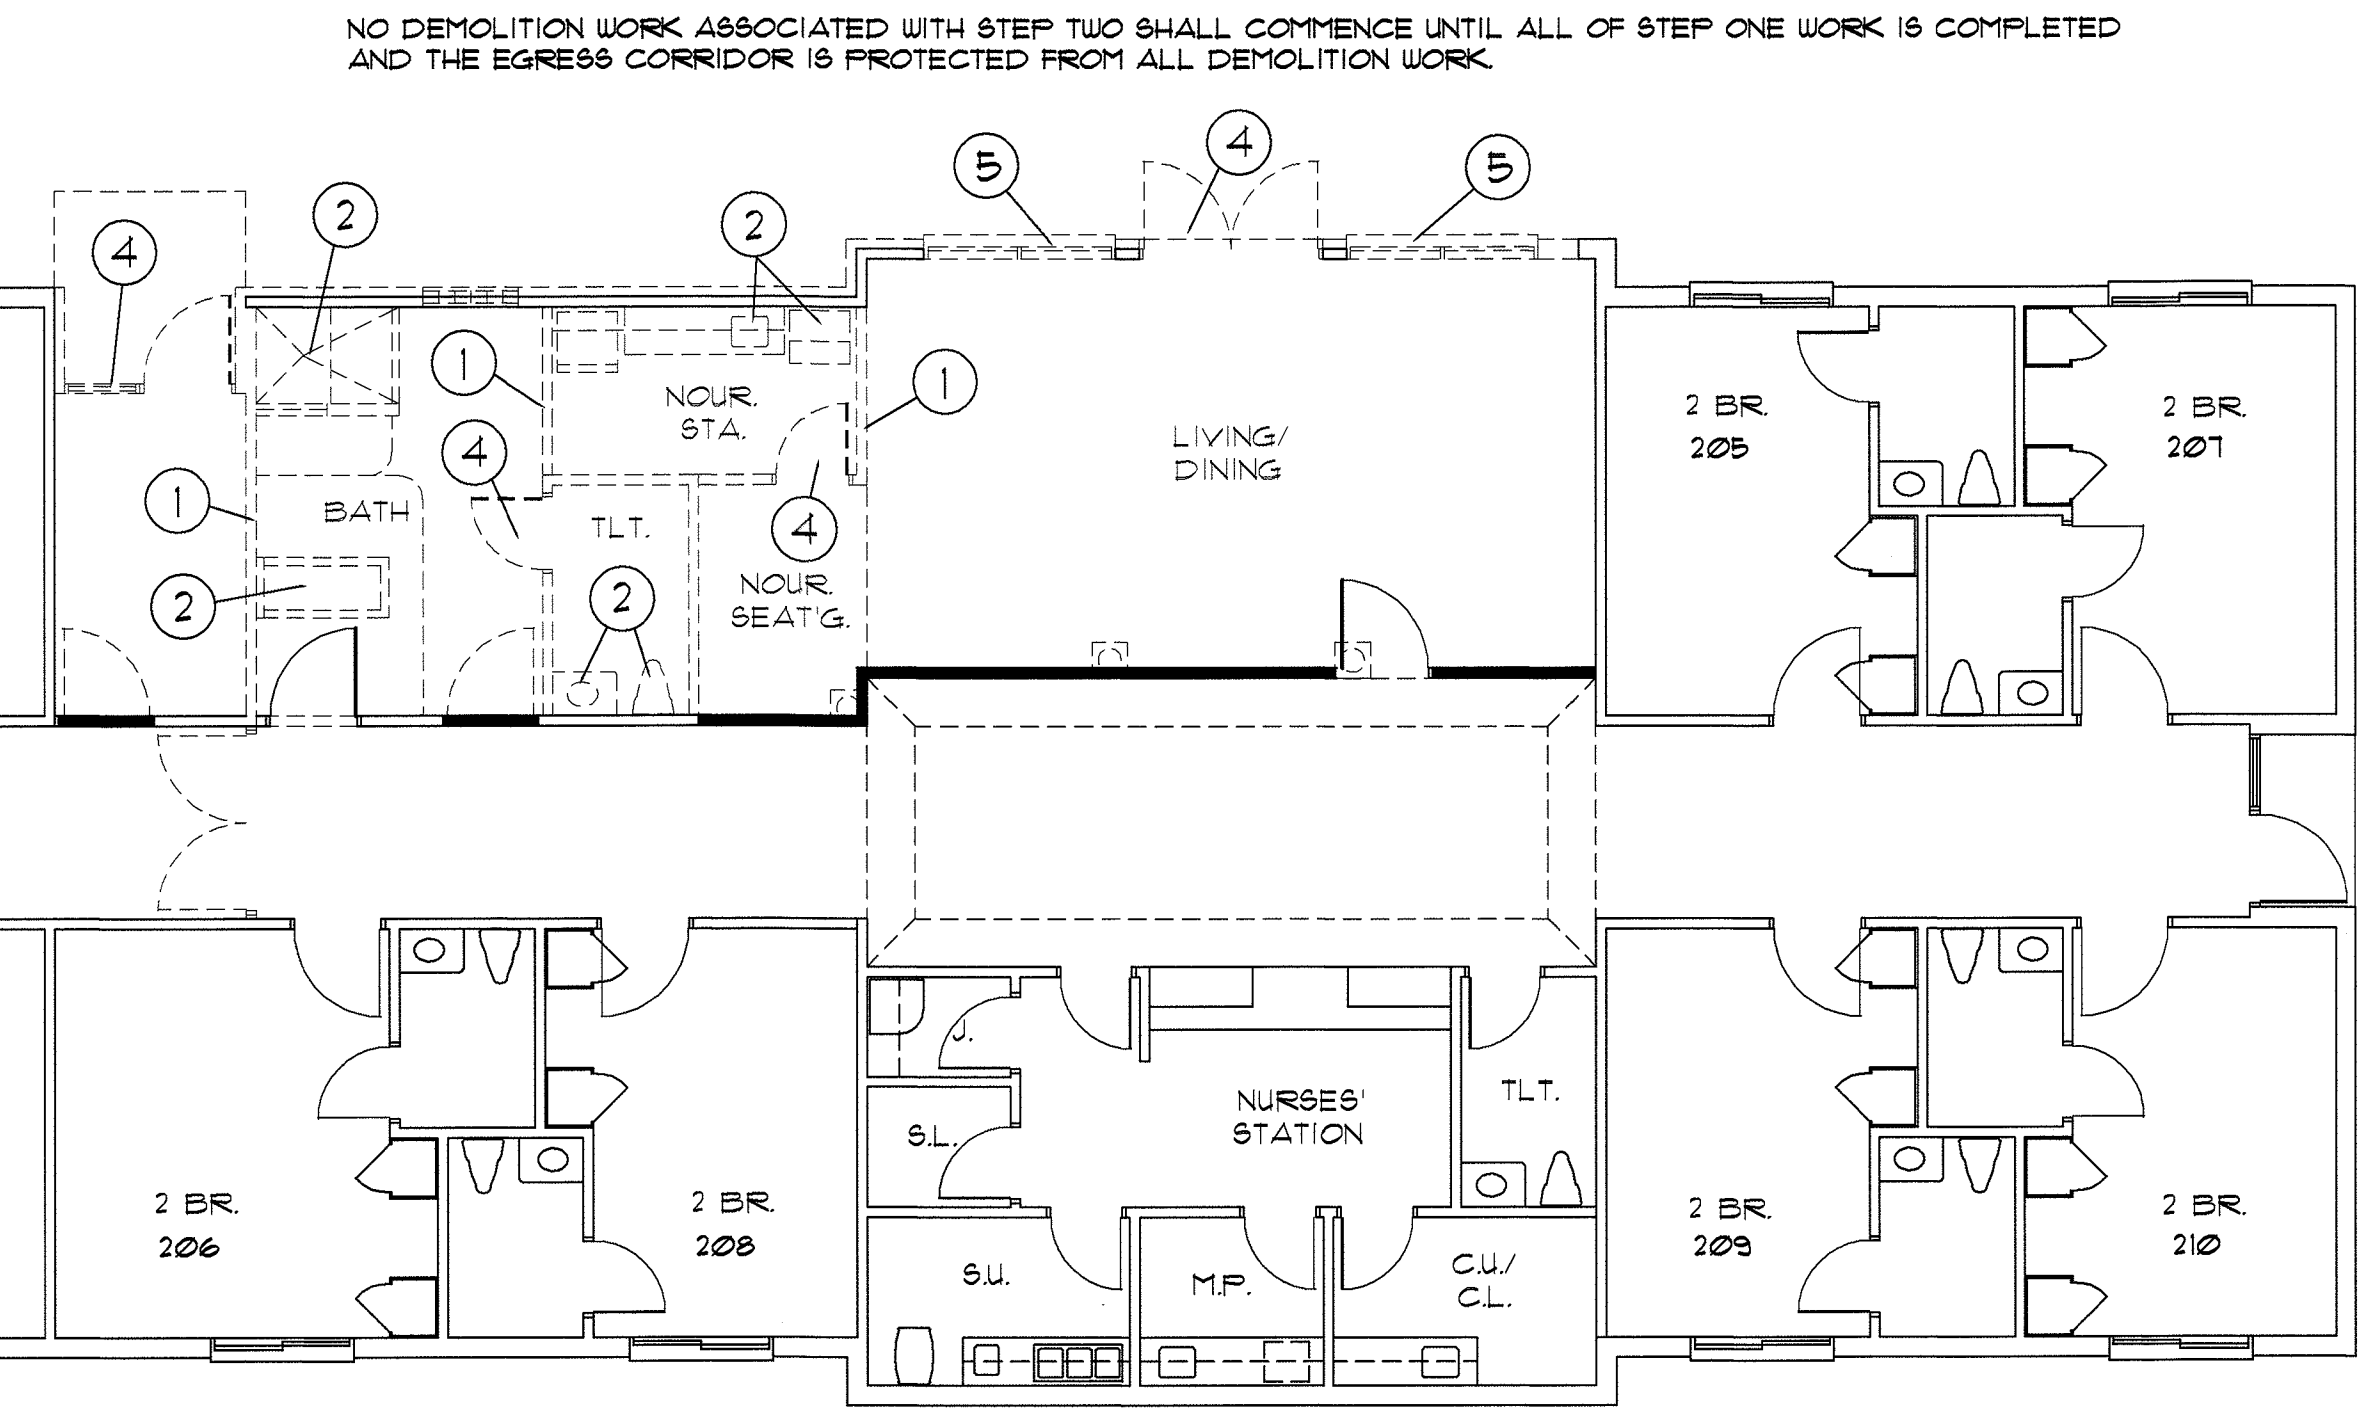 NO DEMOLITION WORK ASSOCIATED WITH STEP TWO SHALL COMMENCE UNTIL ALL OF STEP ONE WORK IS COMPLETED
AND THE EGRESS CORRIDOR IS PROTECTED FROM ALL DEMOLITION WORK.
4
5
5
2
2
4
1
1
NOUR.
STA.
2 BR.
205
2 BR.
207
4
LIVING/
DINING
1
BATH
TLT.
4
2
2
NOUR.
SEAT'G.
J.
NURSES'
STATION
TLT.
S.L.
2 BR.
206
2 BR.
208
2 BR.
209
2 BR.
210
S.U.
M.P.
C.U./
C.L.